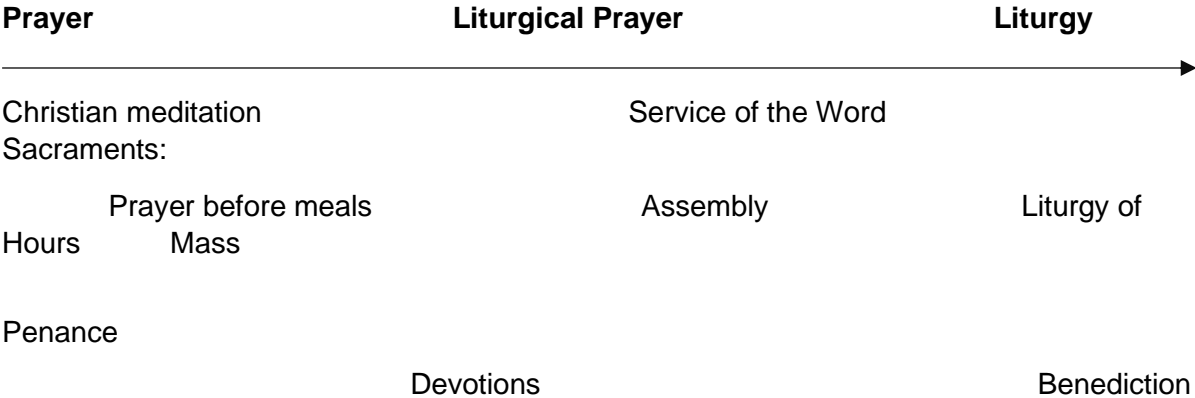 Prayer Liturgical Prayer Liturgy
Christian meditation Service of the Word
Sacraments:
Prayer before meals Assembly Liturgy of
Hours Mass
Penance
Devotions Benediction